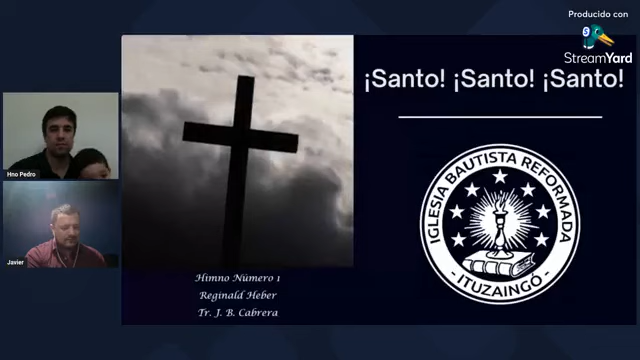 Producido con
StreamYard
¡Santo! ¡Santo! ¡Santo!
Hno Pedro
Javier
IGLESIA BAUTISTA REFORMADA
- ITUZAINGÓ -
Himno Número 1
Reginald Heber
Tr. J. B. Cabrera